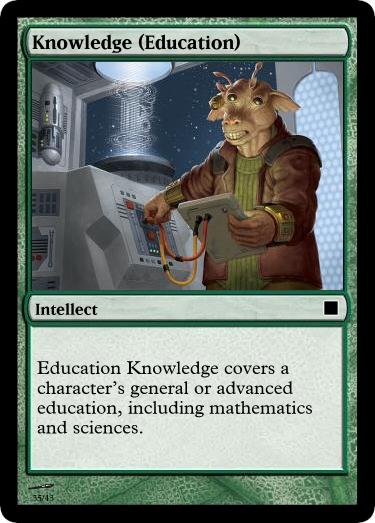 Knowledge (Education)
Intellect
Education Knowledge covers a
character's general or advanced
education, including mathematics
and sciences.
35/43